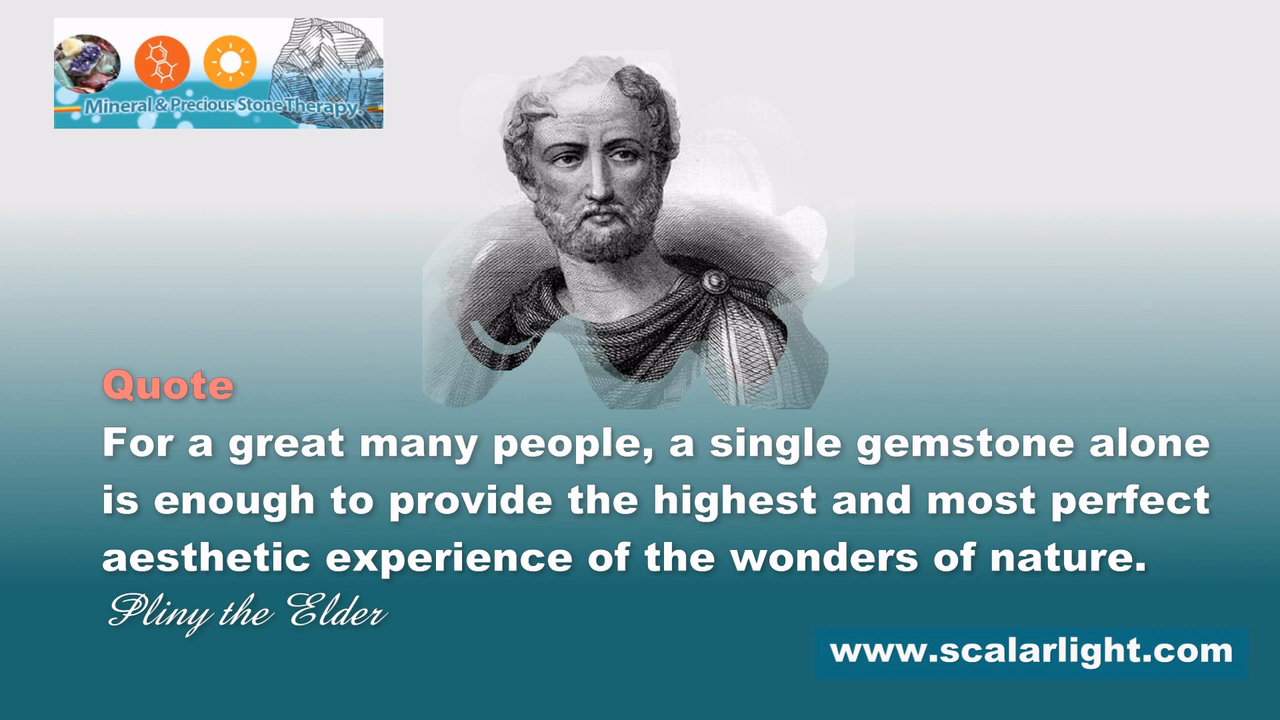 Mineral & Precious Stone Therapy.
Quote
For a great many people, a single gemstone alone
is enough to provide the highest and most perfect
aesthetic experience of the wonders of nature.
Pliny the Elder
www.scalarlight.com